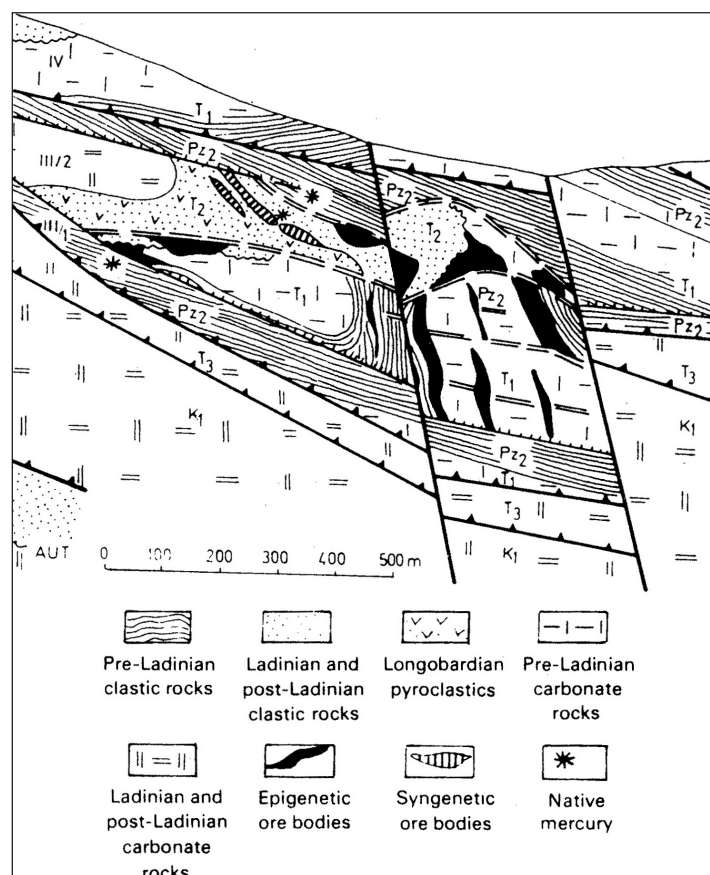 IV
T₁
Pz₂
III/2
Pz₂
T₂
T₂
Pz₂
III/1
T₁
Pz₂
T₁
Pz₂
Pz₂
T₃
T₁
T₃
K₁
Pz₂
K₁
T₁
T₃
K₁
AUT
0 100 200 300 400 500 m
Pre-Ladinian
clastic rocks
Ladinian and
post-Ladinian
clastic rocks
Longobardian
pyroclastics
Pre-Ladinian
carbonate
rocks
Ladinian and
post-Ladinian
carbonate
rocks
Epigenetic
ore bodies
Syngenetic
ore bodies
Native
mercury